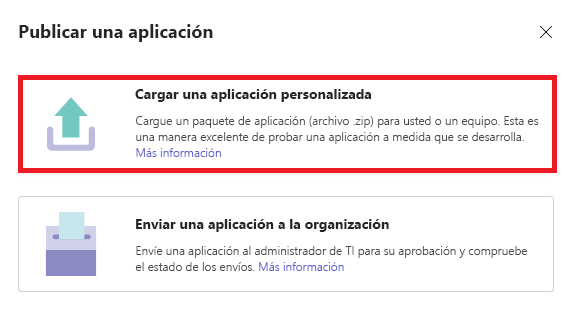 Publicar una aplicación
Cargar una aplicación personalizada
Cargue un paquete de aplicación (archivo .zip) para usted o un equipo. Esta es
una manera excelente de probar una aplicación a medida que se desarrolla.
Más información
Enviar una aplicación a la organización
Envíe una aplicación al administrador de TI para su aprobación y compruebe
el estado de los envíos. Más información